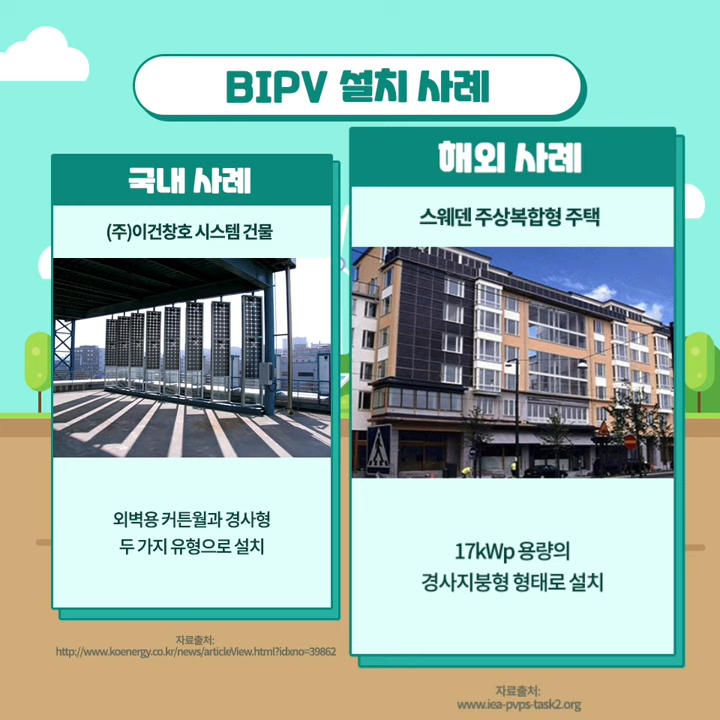 BIPV 설치 사례
국내 사례
(주)이건창호 시스템 건물
외벽용 커튼월과 경사형
두 가지 유형으로 설치
자료출처:
http://www.koenergy.co.kr/news/articleView.html?idxno=39862
해외 사례
스웨덴 주상복합형 주택
17kWp 용량의
경사지붕형 형태로 설치
자료출처:
www.iea-pvps-task2.org